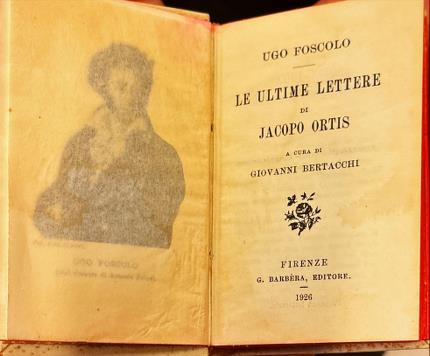 UGO FOSCOLO
UGO FOSCOLO
LE ULTIME LETTERE
DI
JACOPO ORTIS
A CURA DI
GIOVANNI BERTACCHI
FIRENZE
G. BARBÈRA, EDITORE.
1926